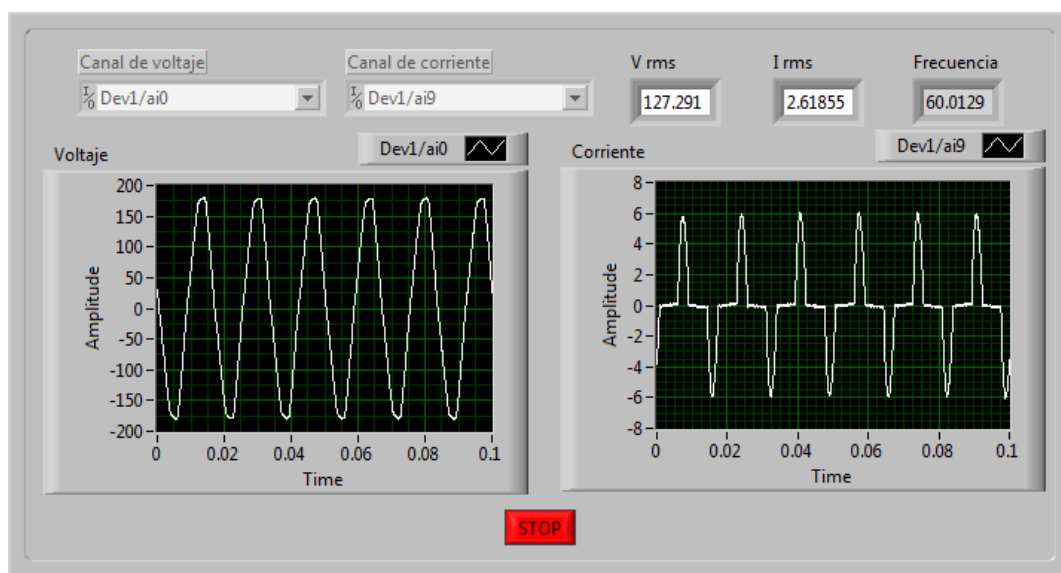 Canal de voltaje
I/O Dev1/ai0
Canal de corriente
I/O Dev1/ai9
V rms
127.291
I rms
2.61855
Frecuencia
60.0129
Voltaje
Dev1/ai0
200
150
100
50
0
-50
-100
-150
-200
Amplitude
0 0.02 0.04 0.06 0.08 0.1
Time
Corriente
Dev1/ai9
8
6
4
2
0
-2
-4
-6
-8
Amplitude
0 0.02 0.04 0.06 0.08 0.1
Time
STOP